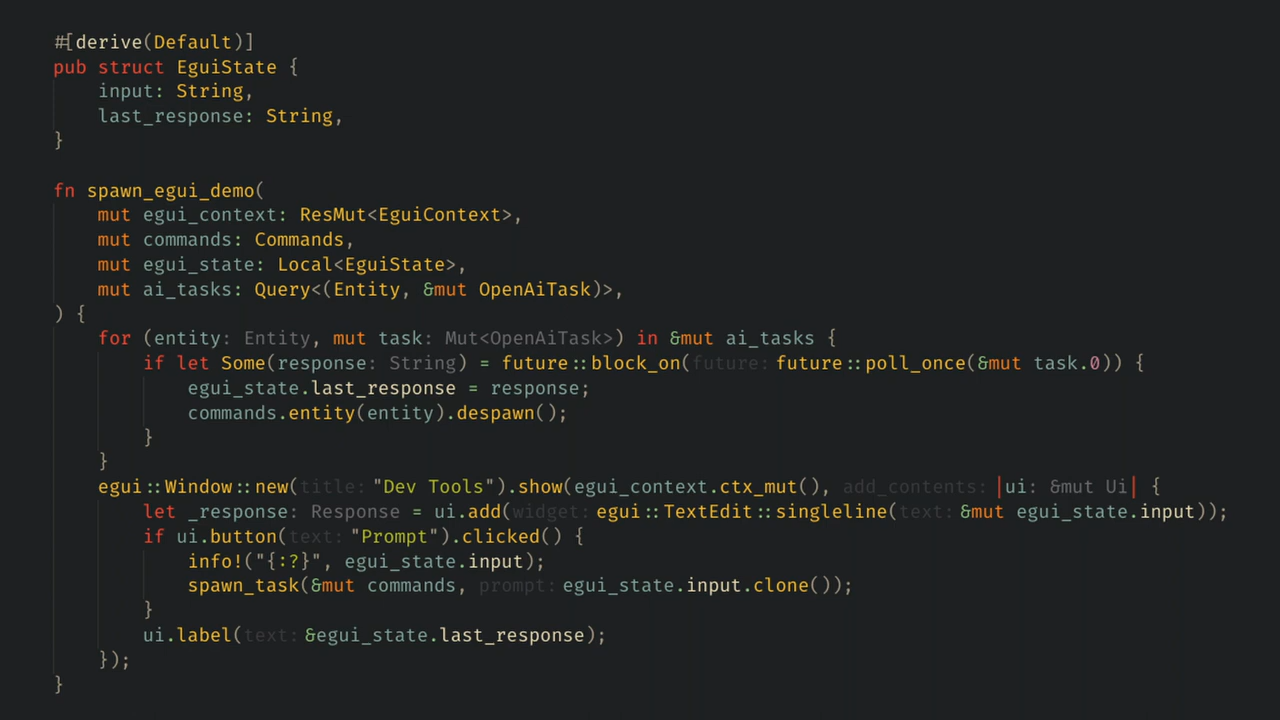 #[derive(Default)]
pub struct EguiState {
    input: String,
    last_response: String,
}

fn spawn_egui_demo(
    mut egui_context: ResMut<EguiContext>,
    mut commands: Commands,
    mut egui_state: Local<EguiState>,
    mut ai_tasks: Query<(Entity, &mut OpenAiTask)>,
) {
    for (entity: Entity, mut task: Mut<OpenAiTask>) in &mut ai_tasks {
        if let Some(response: String) = future::block_on(future: future::poll_once(&mut task.0)) {
            egui_state.last_response = response;
            commands.entity(entity).despawn();
        }
    }
    egui::Window::new(title: "Dev Tools").show(egui_context.ctx_mut(), add_contents: |ui: &mut Ui| {
        let _response: Response = ui.add(widget: egui::TextEdit::singleline(text: &mut egui_state.input));
        if ui.button(text: "Prompt").clicked() {
            info!("{:?}", egui_state.input);
            spawn_task(&mut commands, prompt: egui_state.input.clone());
        }
        ui.label(text: &egui_state.last_response);
    });
}